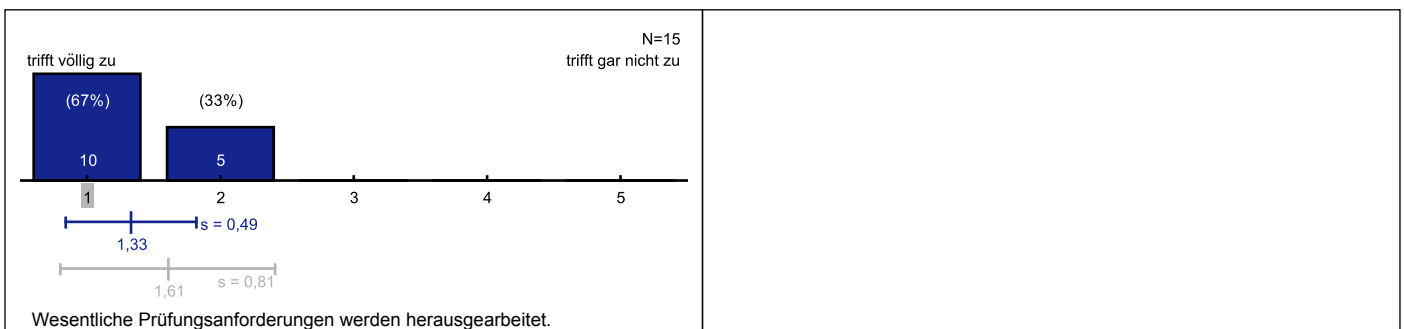 N=15
trifft völlig zu trifft gar nicht zu
(67%) (33%)
10 5
1 2 3 4 5
s = 0,49
1,33
s = 0,81
1,61
Wesentliche Prüfungsanforderungen werden herausgearbeitet.